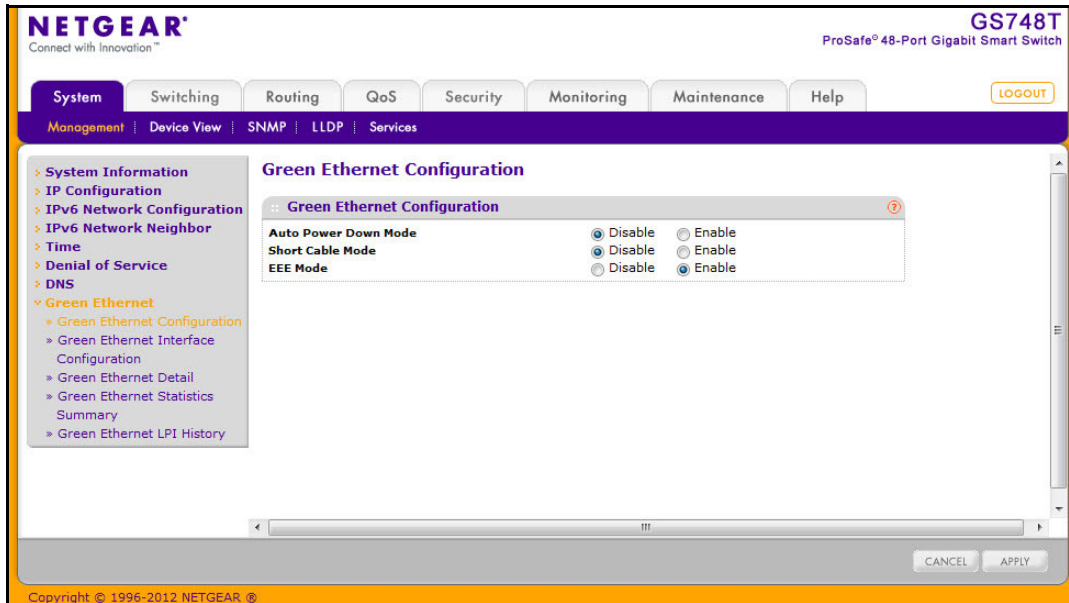 NETGEAR®
Connect with Innovation™
GS748T
ProSafe® 48-Port Gigabit Smart Switch
System Switching Routing QoS Security Monitoring Maintenance Help LOGOUT
Management Device View SNMP LLDP Services
System Information
IP Configuration
IPv6 Network Configuration
IPv6 Network Neighbor
Time
Denial of Service
DNS
Green Ethernet
» Green Ethernet Configuration
» Green Ethernet Interface
Configuration
» Green Ethernet Detail
» Green Ethernet Statistics
Summary
» Green Ethernet LPI History
Green Ethernet Configuration
Green Ethernet Configuration ?
Auto Power Down Mode Disable Enable
Short Cable Mode Disable Enable
EEE Mode Disable Enable
CANCEL APPLY
Copyright © 1996-2012 NETGEAR ®